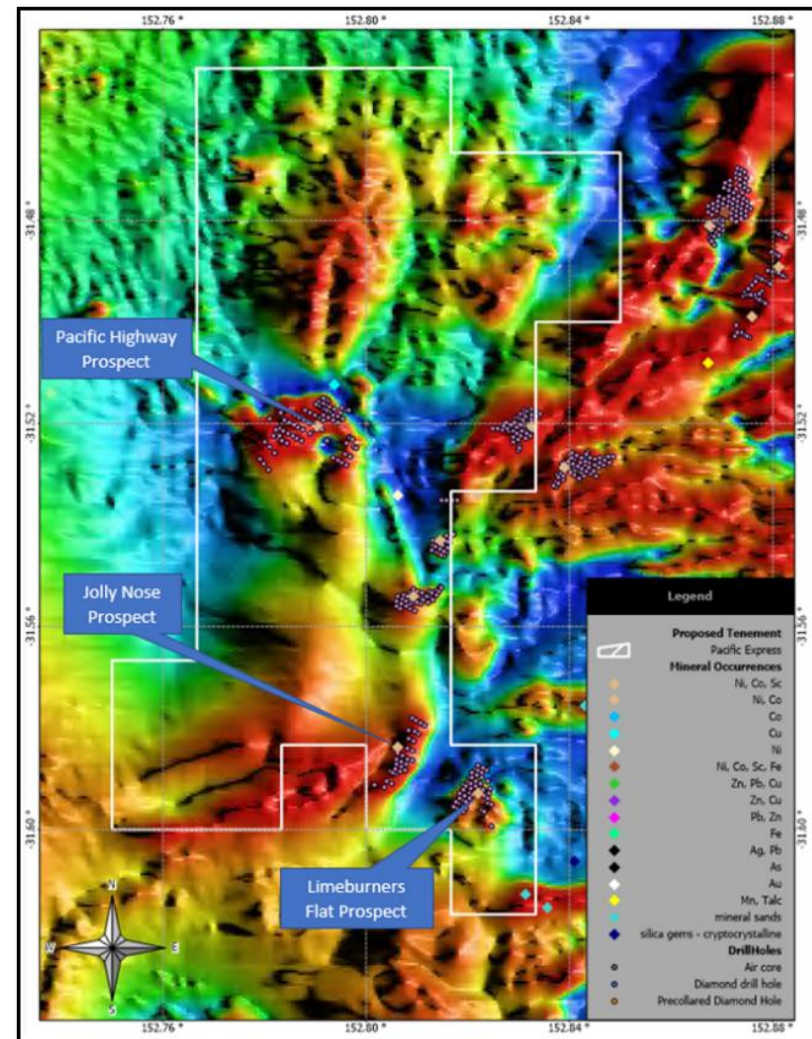 152.76 ° 152.80 ° 152.84 ° 152.88 °
-31.48 °
-31.48 °
Pacific Highway
Prospect
-31.52 °
-31.52 °
Jolly Nose
Prospect
-31.56 °
Legend
Proposed Tenement
Pacific Express
Mineral Occurrences
Ni, Co, Sc
Ni, Co
Co
Cu
Ni
Ni, Co, Sc, Fe
Zn, Pb, Cu
Zn, Cu
Pb, Zn
Fe
Ag, Pb
As
Au
Mn, Talc
mineral sands
silica gems - cryptocrystalline
DrillHoles
Air core
Diamond drill hole
Precollared Diamond Hole
-31.56 °
-31.60 °
-31.60 °
Limeburners
Flat Prospect
N
W E
S
152.76 ° 152.80 ° 152.84 ° 152.88 °